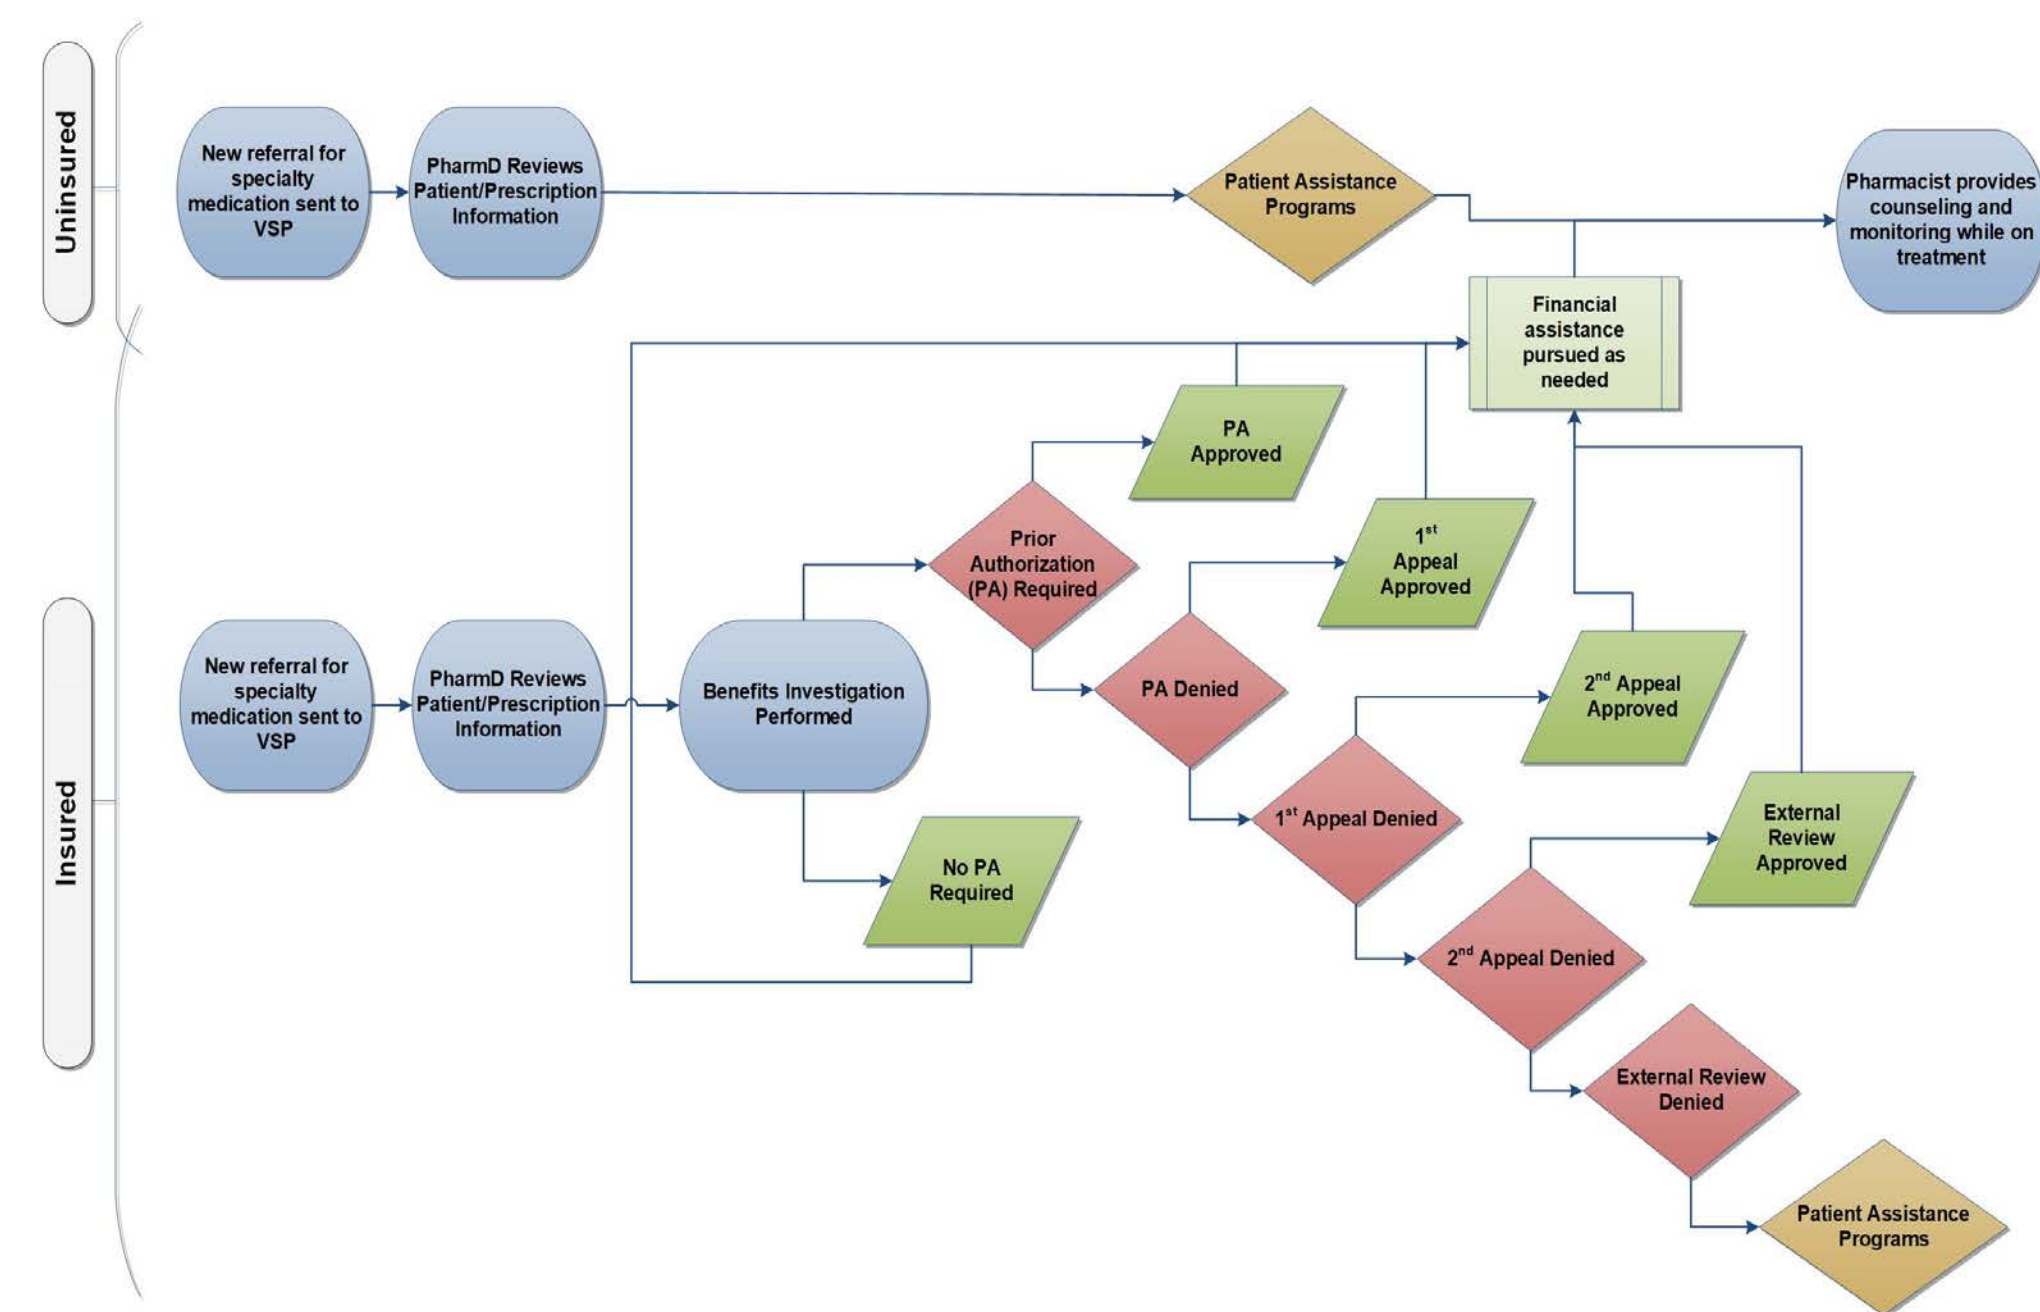 Uninsured
New referral for
specialty
medication sent to
VSP
PharmD Reviews
Patient/Prescription
Information
Patient Assistance
Programs
Pharmacist provides
counseling and
monitoring while on
treatment
Financial
assistance
pursued as
needed
Insured
New referral for
specialty
medication sent to
VSP
PharmD Reviews
Patient/Prescription
Information
Benefits Investigation
Performed
Prior
Authorization
(PA) Required
PA
Approved
No PA
Required
PA Denied
1st
Appeal
Approved
1st Appeal Denied
2nd Appeal
Approved
2nd Appeal Denied
External
Review
Approved
External Review
Denied
Patient Assistance
Programs